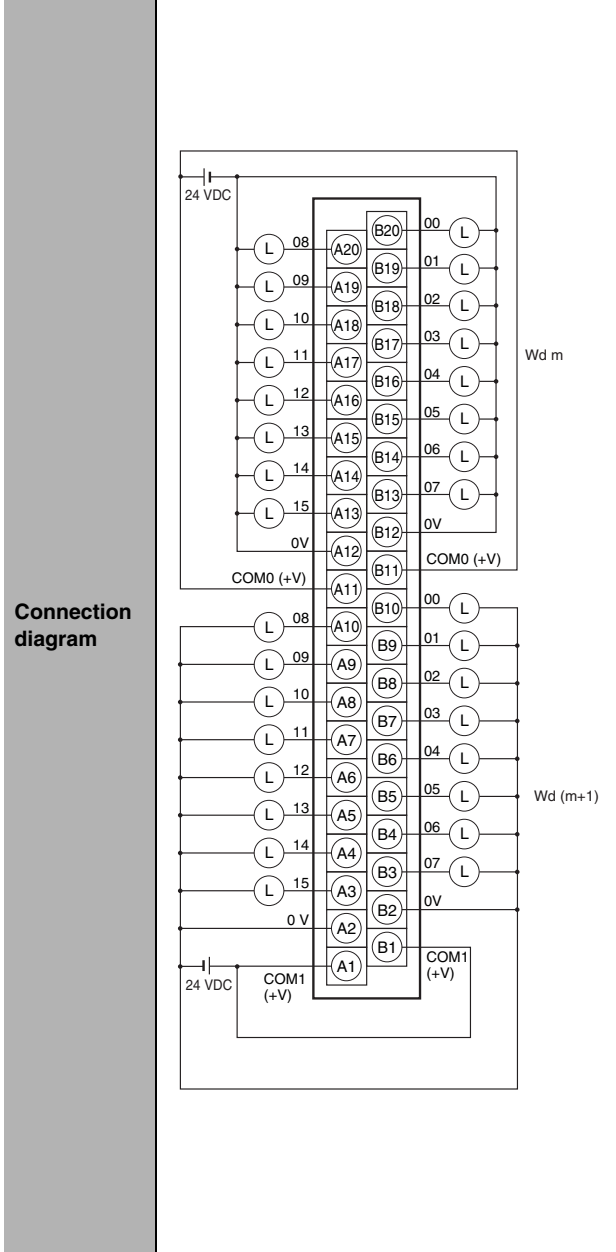 Connection
diagram
24 VDC
08 L A20
09 L A19
10 L A18
11 L A17
12 L A16
13 L A15
14 L A14
15 L A13
0V A12
COM0 (+V) A11
B20 00 L
B19 01 L
B18 02 L
B17 03 L
B16 04 L
B15 05 L
B14 06 L
B13 07 L
B12 0V
B11 COM0 (+V)
Wd m
L 08 A10
L 09 A9
L 10 A8
L 11 A7
L 12 A6
L 13 A5
L 14 A4
L 15 A3
0 V A2
24 VDC
COM1
(+V)
A1
B10 00 L
B9 01 L
B8 02 L
B7 03 L
B6 04 L
B5 05 L
B4 06 L
B3 07 L
B2 0V
B1
COM1
(+V)
Wd (m+1)